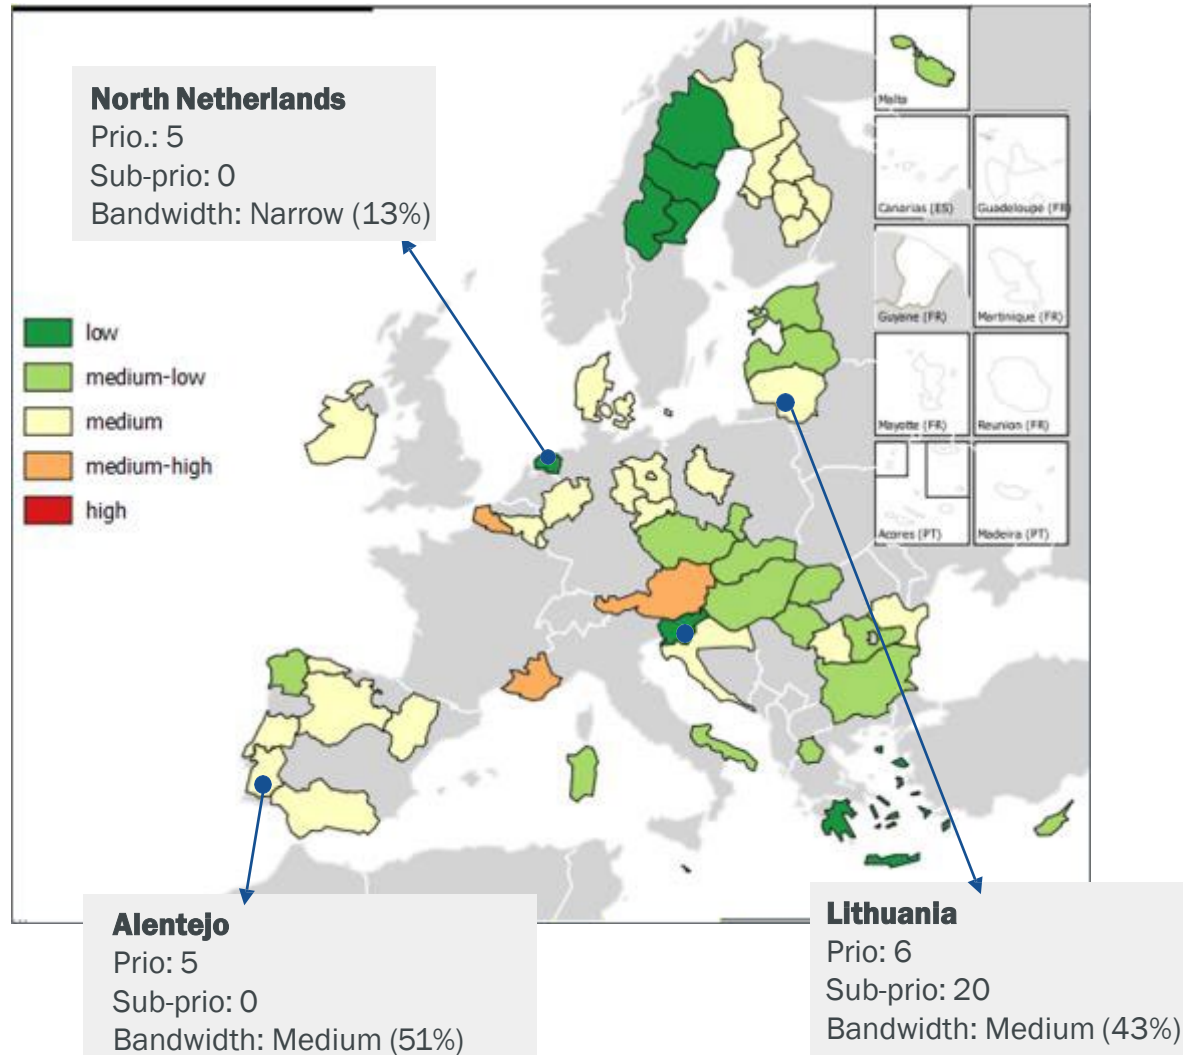 North Netherlands
Prio.: 5
Sub-prio: 0
Bandwidth: Narrow (13%)
low
medium-low
medium
medium-high
high
Malta
Canarias (ES)
Guadeloupe (FR
Guyane (FR)
Martinique (FR)
Mayotte (FR)
Reunion (FR)
Acores (PT)
Madeira (PT)
Alentejo
Prio: 5
Sub-prio: 0
Bandwidth: Medium (51%)
Lithuania
Prio: 6
Sub-prio: 20
Bandwidth: Medium (43%)